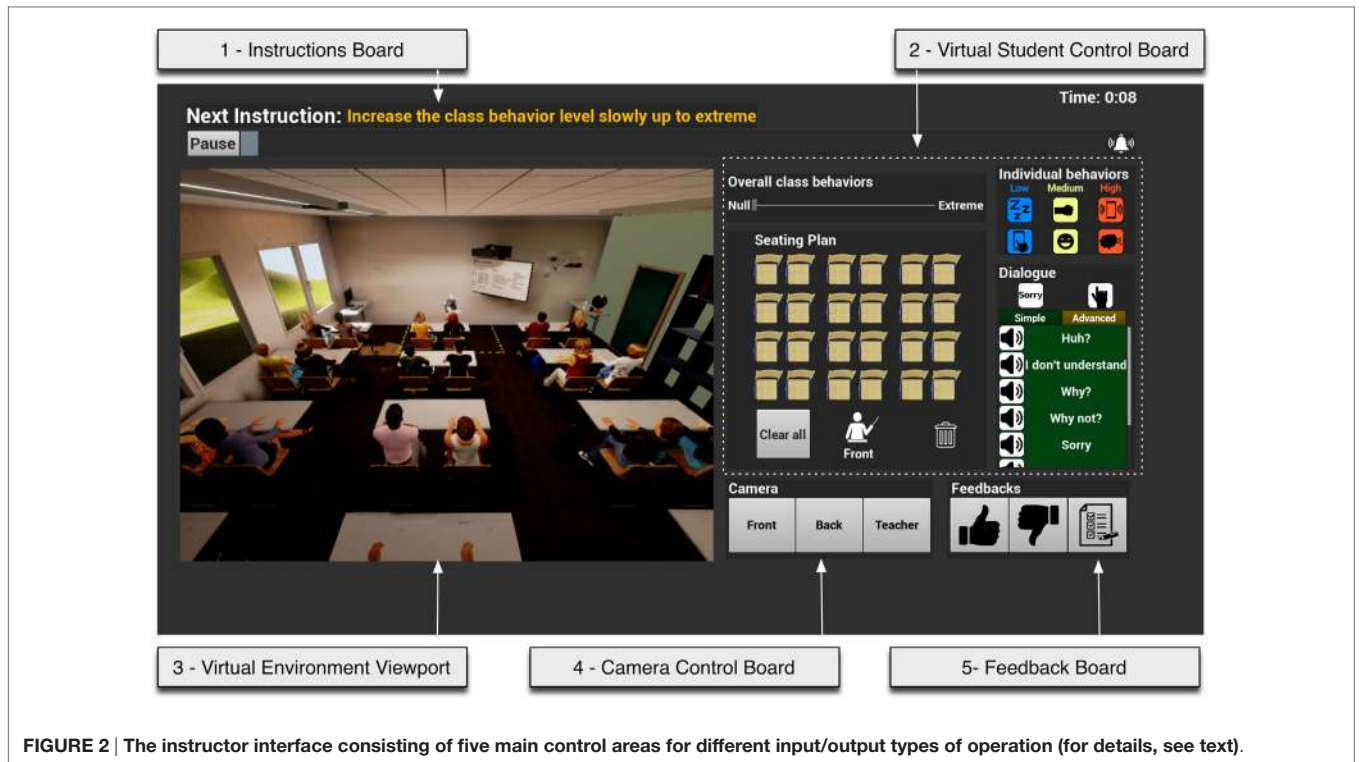 1 - Instructions Board
2 - Virtual Student Control Board
Time: 0:08
Next Instruction: Increase the class behavior level slowly up to extreme
Pause
Overall class behaviors
Null
Extreme
Individual behaviors
Low Medium High
Seating Plan
Dialogue
Sorry
Simple Advanced
Huh?
I don't understand
Why?
Why not?
Sorry
Clear all
Front
Camera
Front Back Teacher
Feedbacks
3 - Virtual Environment Viewport
4 - Camera Control Board
5- Feedback Board
FIGURE 2 | The instructor interface consisting of five main control areas for different input/output types of operation (for details, see text).